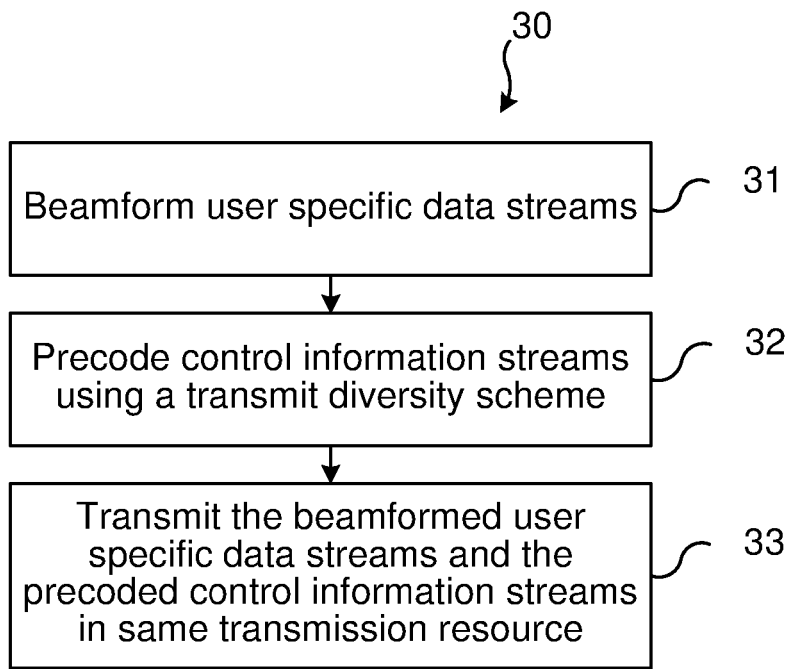 30
Beamform user specific data streams
31
Precode control information streams
using a transmit diversity scheme
32
Transmit the beamformed user
specific data streams and the
precoded control information streams
in same transmission resource
33